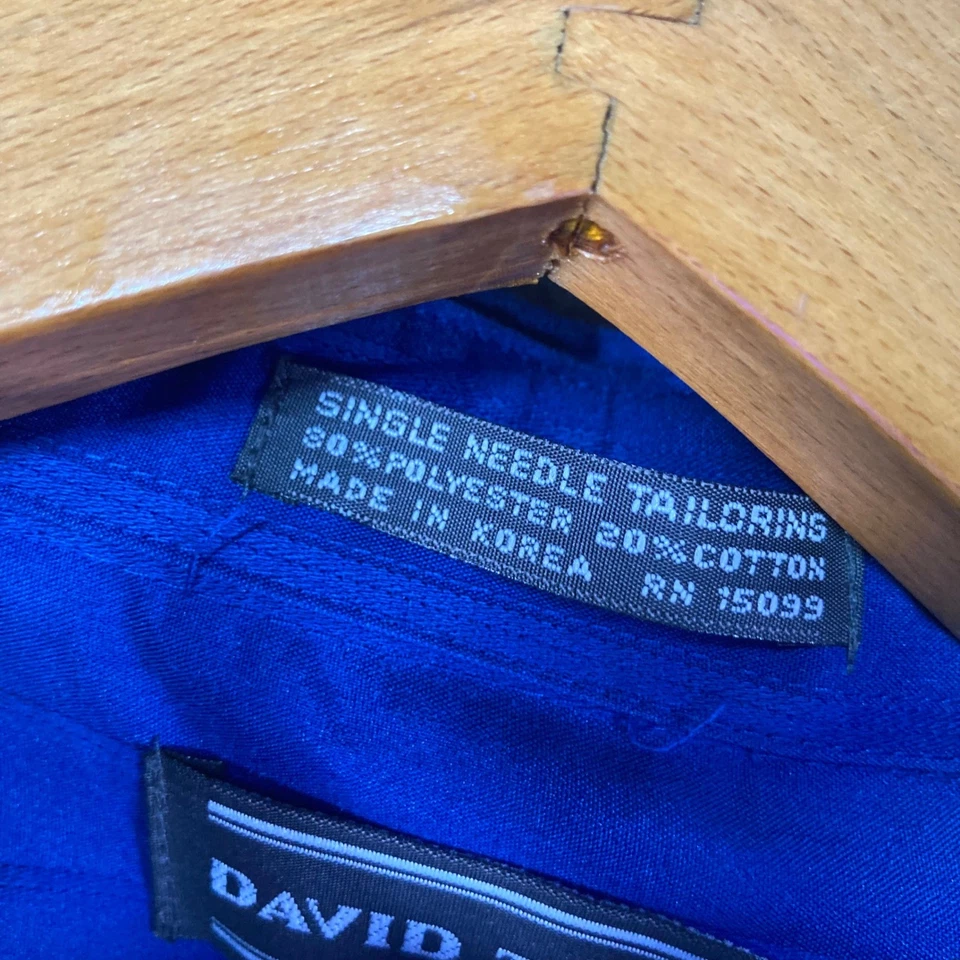 SINGLE NEEDLE TAILORING
80%POLYESTER 20%COTTON
MADE IN KOREA RN 15099
DAVID